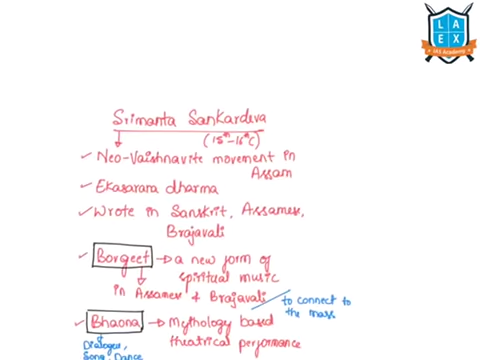 L A
E X
IAS Academy
Srimanta Sankardeva
(15th-16th C)
Neo-Vaishnavite movement in
Assam
Ekasarana dharma
Wrote in Sanskrit, Assamese,
Brajavali
Borgeet → a new form of
spiritual music
in Assamese & Brajavali
to connect to
the mass
Bhaona → Mythology based
theatrical performance
Dialogues,
Song, Dance